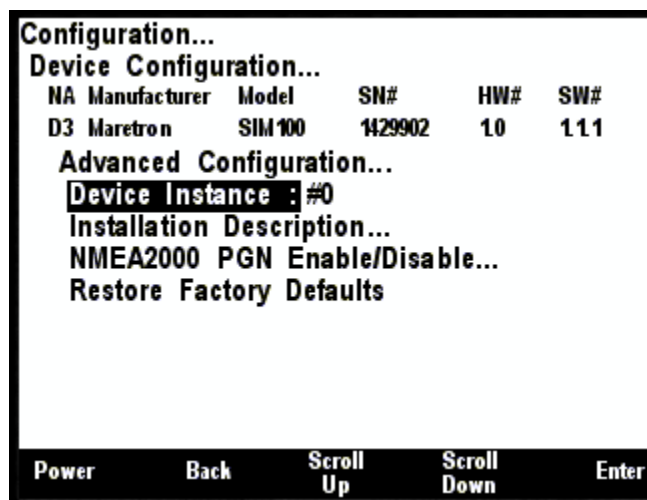 Configuration...
Device Configuration...
NA Manufacturer Model SN# HW# SW#
D3 Maretron SIM100 1429902 1.0 1.1.1
Advanced Configuration...
Device Instance : #0
Installation Description...
NMEA2000 PGN Enable/Disable...
Restore Factory Defaults
Power Back Scroll Up Scroll Down Enter